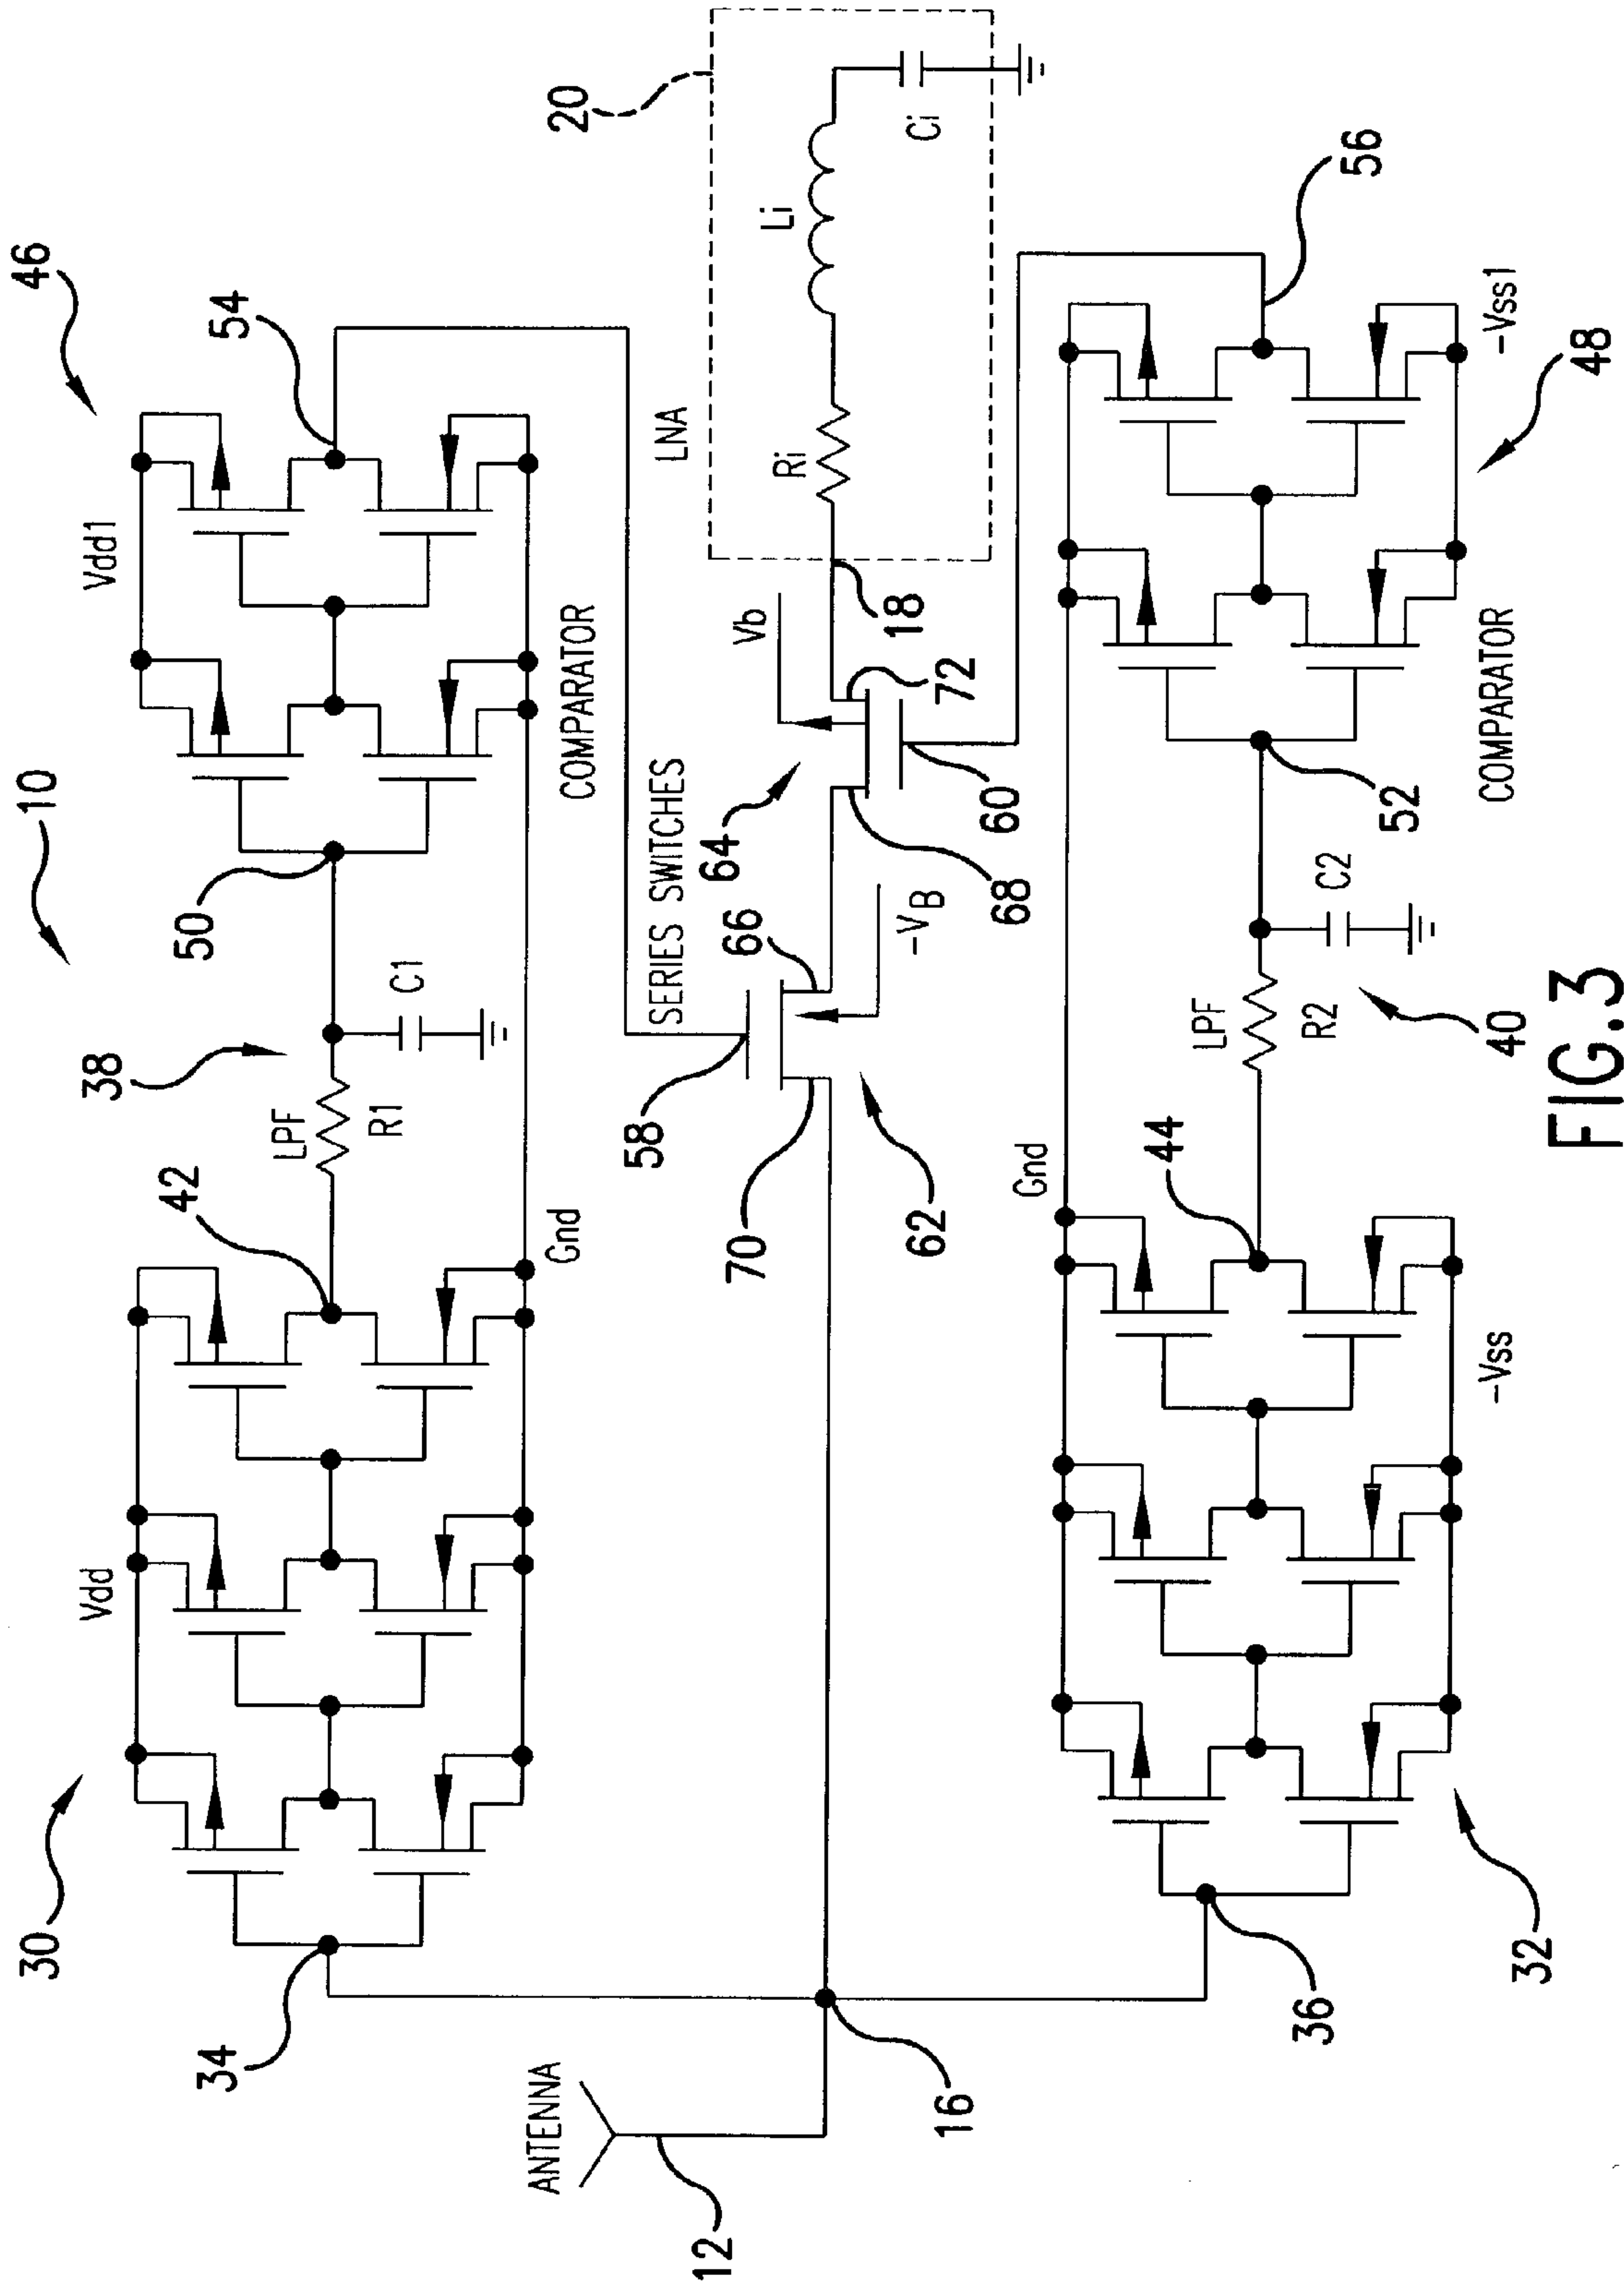 10
46
30
Vdd
Vdd1
42
38
50
54
LPF
R1
C1
34
Gnd
COMPARATOR
20
ANTENNA
12
58
SERIES SWITCHES
LNA
64
Vb
66
70
62
-VB
68
60
72
18
Ri
Li
Ci
16
Gnd
44
LPF
R2
C2
36
52
56
32
-Vss
40
COMPARATOR
-Vss1
48
FIG.3